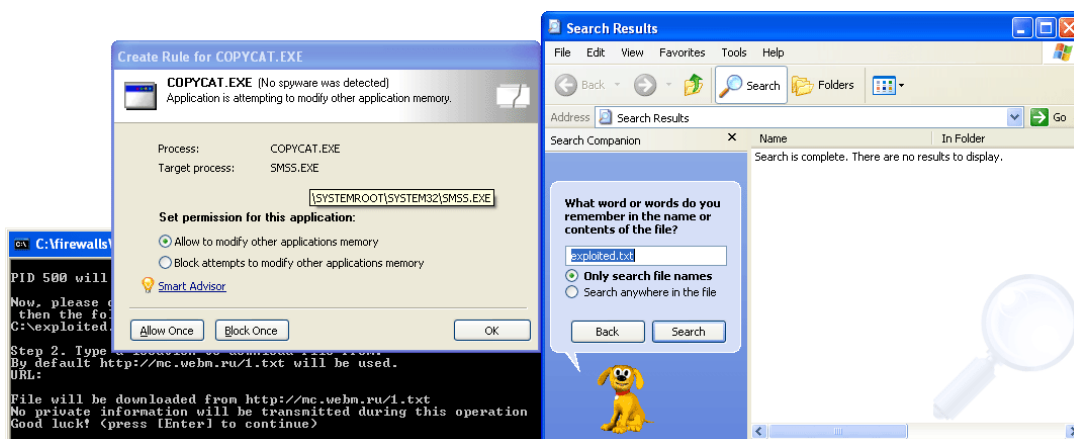 Create Rule for COPYCAT.EXE
COPYCAT.EXE (No spyware was detected)
Application is attempting to modify other application memory.
Process: COPYCAT.EXE
Target process: SMSS.EXE
\SYSTEMROOT\SYSTEM32\SMSS.EXE
Set permission for this application:
Allow to modify other applications memory
Block attempts to modify other applications memory
Smart Advisor
Allow Once Block Once OK
C:\firewalls\
PID 500 will
Now, please
then the fo
C:\exploited.
Step 2. Type a location to download file from.
By default http://mc.webm.ru/1.txt will be used.
URL:
File will be downloaded from http://mc.webm.ru/1.txt
No private information will be transmitted during this operation
Good luck! (press [Enter] to continue)
Search Results
File Edit View Favorites Tools Help
Back Search Folders
Address Search Results Go
Search Companion
Name In Folder
Search is complete. There are no results to display.
What word or words do you
remember in the name or
contents of the file?
exploited.txt
Only search file names
Search anywhere in the file
Back Search